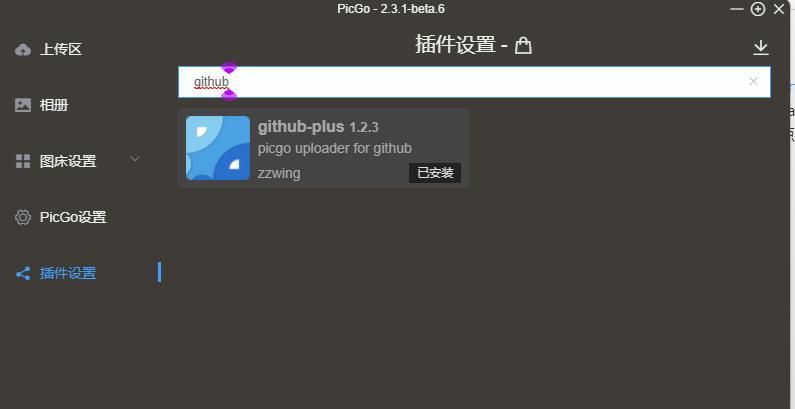 PicGo - 2.3.1-beta.6
上传区
相册
图床设置
PicGo设置
插件设置
插件设置 -
github
github-plus 1.2.3
picgo uploader for github
zzwing
已安装